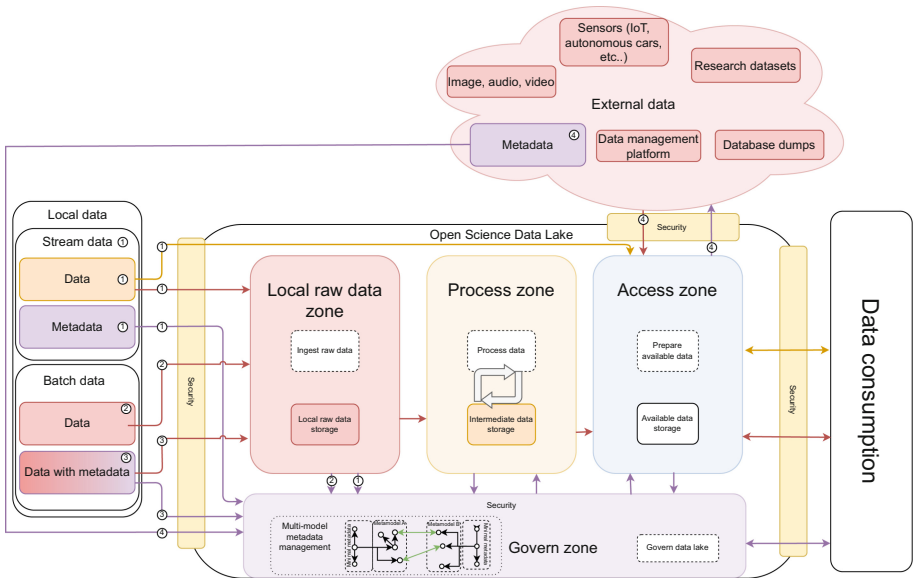 Sensors (IoT,
autonomous cars,
etc..)
Research datasets
Image, audio, video
External data
Metadata
4
Data management
platform
Database dumps
Local data
Stream data 1
Data 1
Metadata 1
Batch data
Data 2
Data with metadata 3
1
1
1
2
3
3
4
Security
4
Security
4
Open Science Data Lake
Local raw data
zone
Ingest raw data
Local raw data
storage
Process zone
Process data
Intermediate data
storage
Access zone
Prepare
available data
Available data
storage
Security
Data consumption
2
1
Security
Multi-model
metadata
management
Metamodel A
Metamodel B
Govern zone
Govern data lake